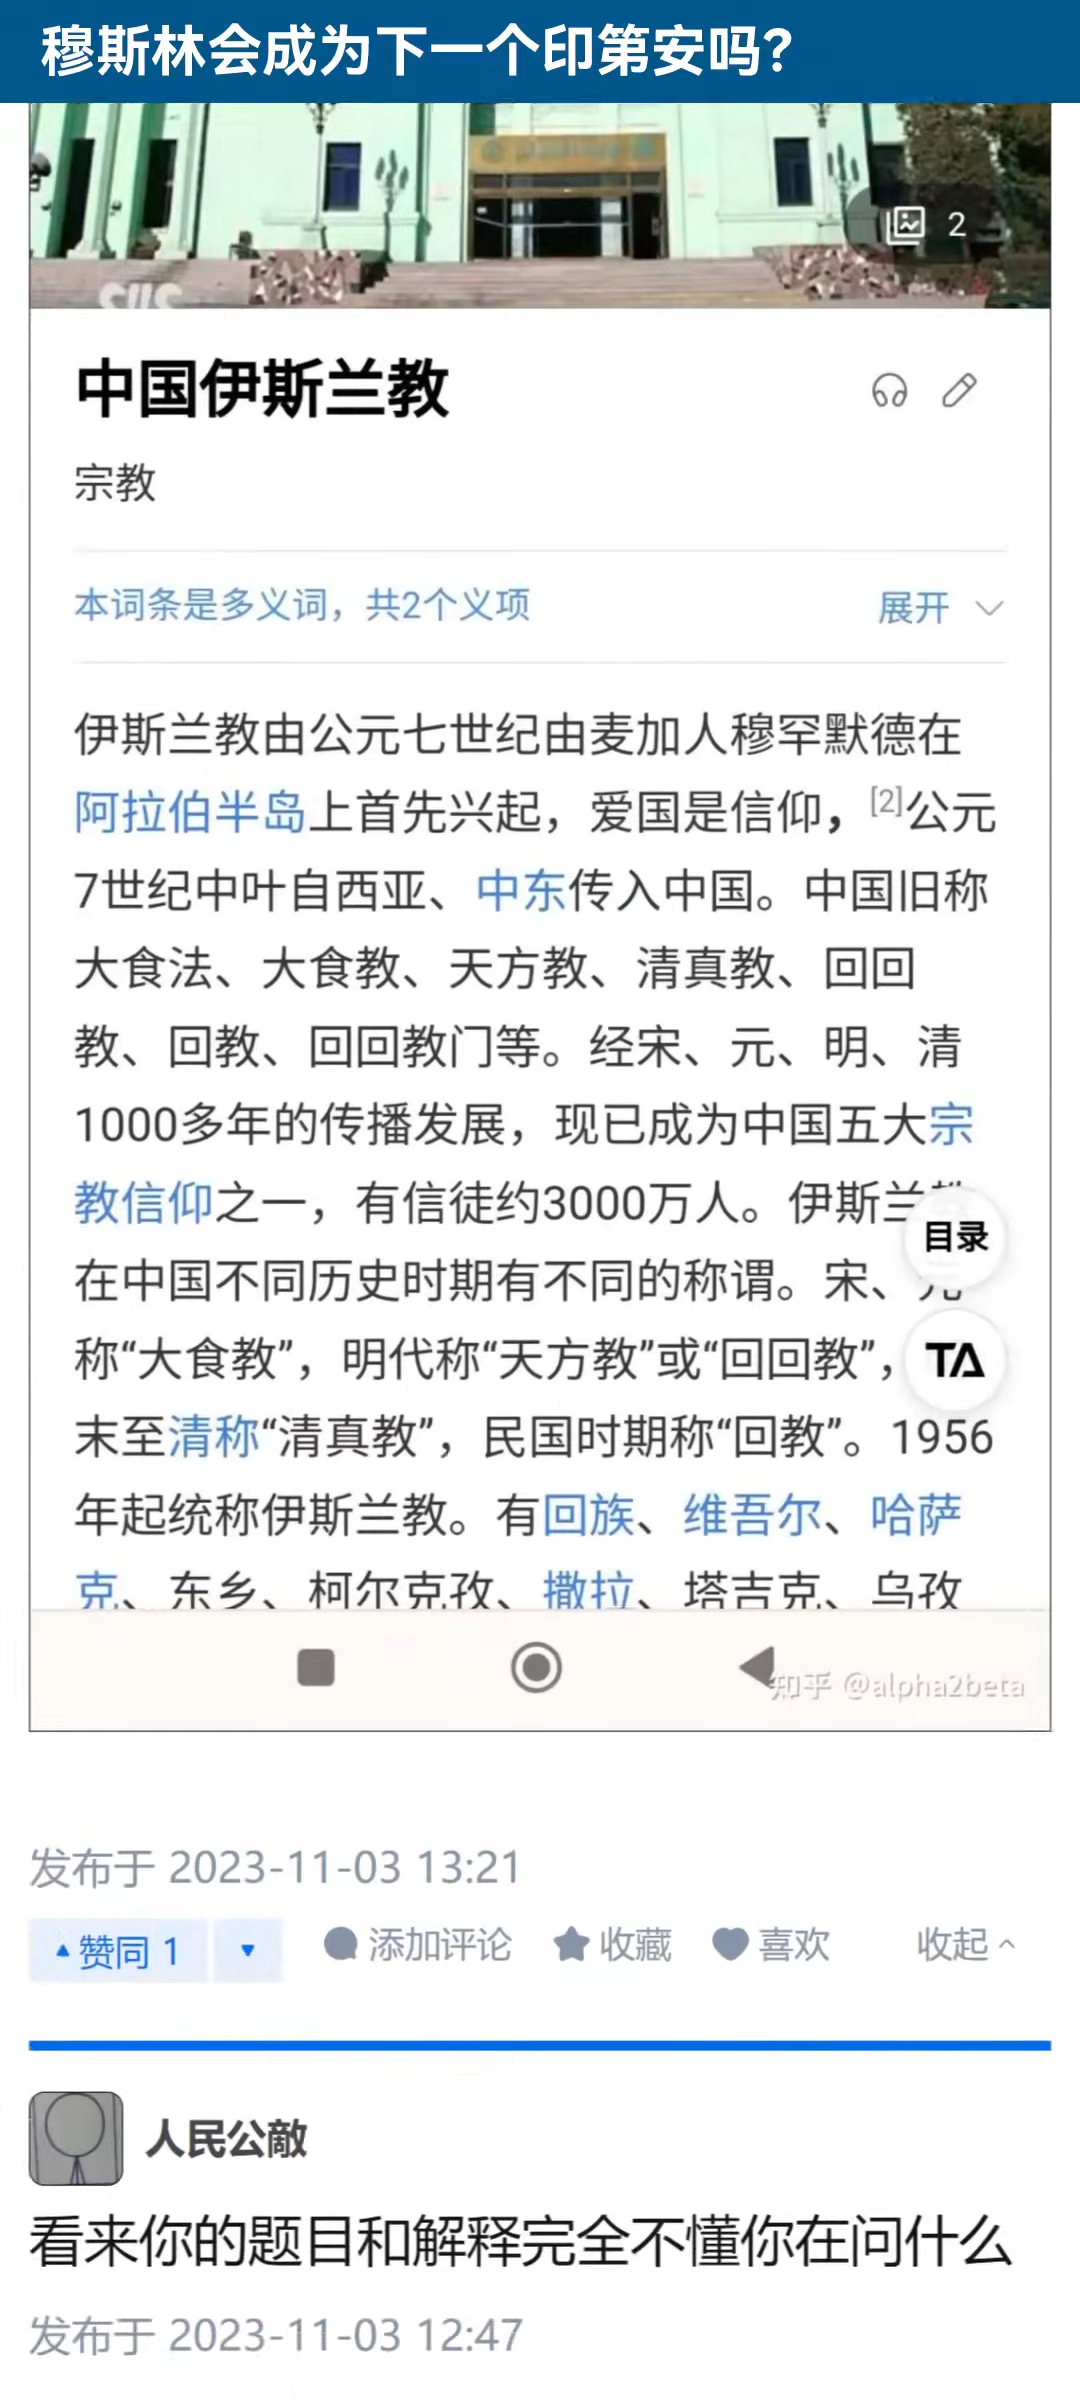 穆斯林会成为下一个印第安吗？
2
中国伊斯兰教
宗教
本词条是多义词，共2个义项
展开
伊斯兰教由公元七世纪由麦加人穆罕默德在
阿拉伯半岛上首先兴起，爱国是信仰，[2]公元
7世纪中叶自西亚、中东传入中国。中国旧称
大食法、大食教、天方教、清真教、回回
教、回教、回回教门等。经宋、元、明、清
1000多年的传播发展，现已成为中国五大宗
教信仰之一，有信徒约3000万人。伊斯兰教
目录
在中国不同历史时期有不同的称谓。宋、元
称“大食教”，明代称“天方教”或“回回教”，
TA
末至清称“清真教”，民国时期称“回教”。1956
年起统称伊斯兰教。有回族、维吾尔、哈萨
克、东乡、柯尔克孜、撒拉、塔吉克、乌孜
知乎 @alpha2beta
发布于 2023-11-03 13:21
赞同 1
添加评论
收藏
喜欢
收起
人民公敵
看来你的题目和解释完全不懂你在问什么
发布于 2023-11-03 12:47